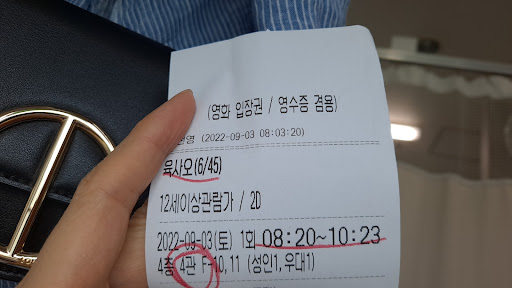 (영화 입장권 / 영수증 겸용)
(2022-09-03 08:03:20)
육사오(6/45)
12세이상관람가 / 2D
2022-09-03(토) 1회 08:20~10:23
4층 4관 F-10,11 (성인1,우대1)